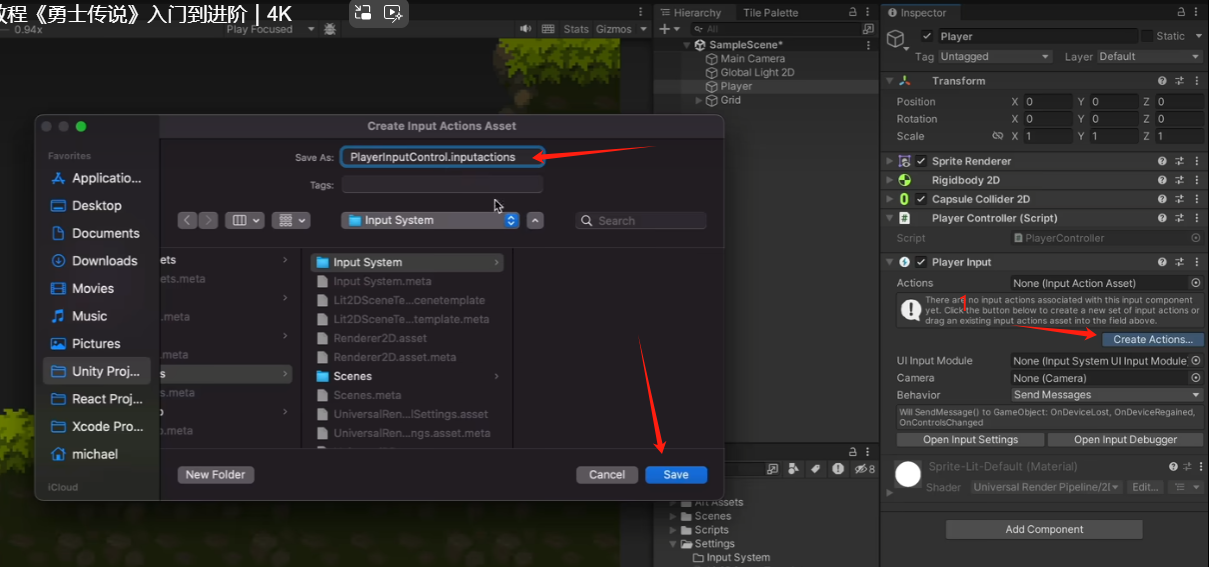 教程《勇士传说》入门到进阶 | 4K
0.94x
Play Focused
Stats
Gizmos
Hierarchy
Tile Palette
All
SampleScene*
Main Camera
Global Light 2D
Player
Grid
Inspector
Player
Static
Tag Untagged
Layer Default
Transform
Position X 0 Y 0 Z 0
Rotation X 0 Y 0 Z 0
Scale X 1 Y 1 Z 1
Sprite Renderer
Rigidbody 2D
Capsule Collider 2D
Player Controller (Script)
Script PlayerController
Player Input
Actions None (Input Action Asset)
There are no input actions associated with this input component
yet. Click the button below to create a new set of input actions or
drag an existing input actions asset into the field above.
Create Actions...
UI Input Module None (Input System UI Input Module
Camera None (Camera)
Behavior Send Messages
Will SendMessage() to GameObject: OnDeviceLost, OnDeviceRegained,
OnControlsChanged
Open Input Settings
Open Input Debugger
Sprite-Lit-Default (Material)
Shader Universal Render Pipeline/2D
Edit...
Add Component
Create Input Actions Asset
Save As: PlayerInputControl.inputactions
Tags:
Input System
Search
Favorites
Applicatio...
Desktop
Documents
Downloads
Movies
Music
Pictures
Unity Proj...
React Proj...
Xcode Pro...
michael
iCloud
ets
ets.meta
.meta
.meta
s
s.meta
.meta
Input System
Input System.meta
Lit2DSceneTe...cenetemplate
Lit2DSceneTe...template.meta
Renderer2D.asset
Renderer2D.asset.meta
Scenes
Scenes.meta
UniversalRen...lSettings.asset
UniversalRen...ngs.asset.meta
New Folder
Cancel
Save
8
Art Assets
Scenes
Scripts
Settings
Input System